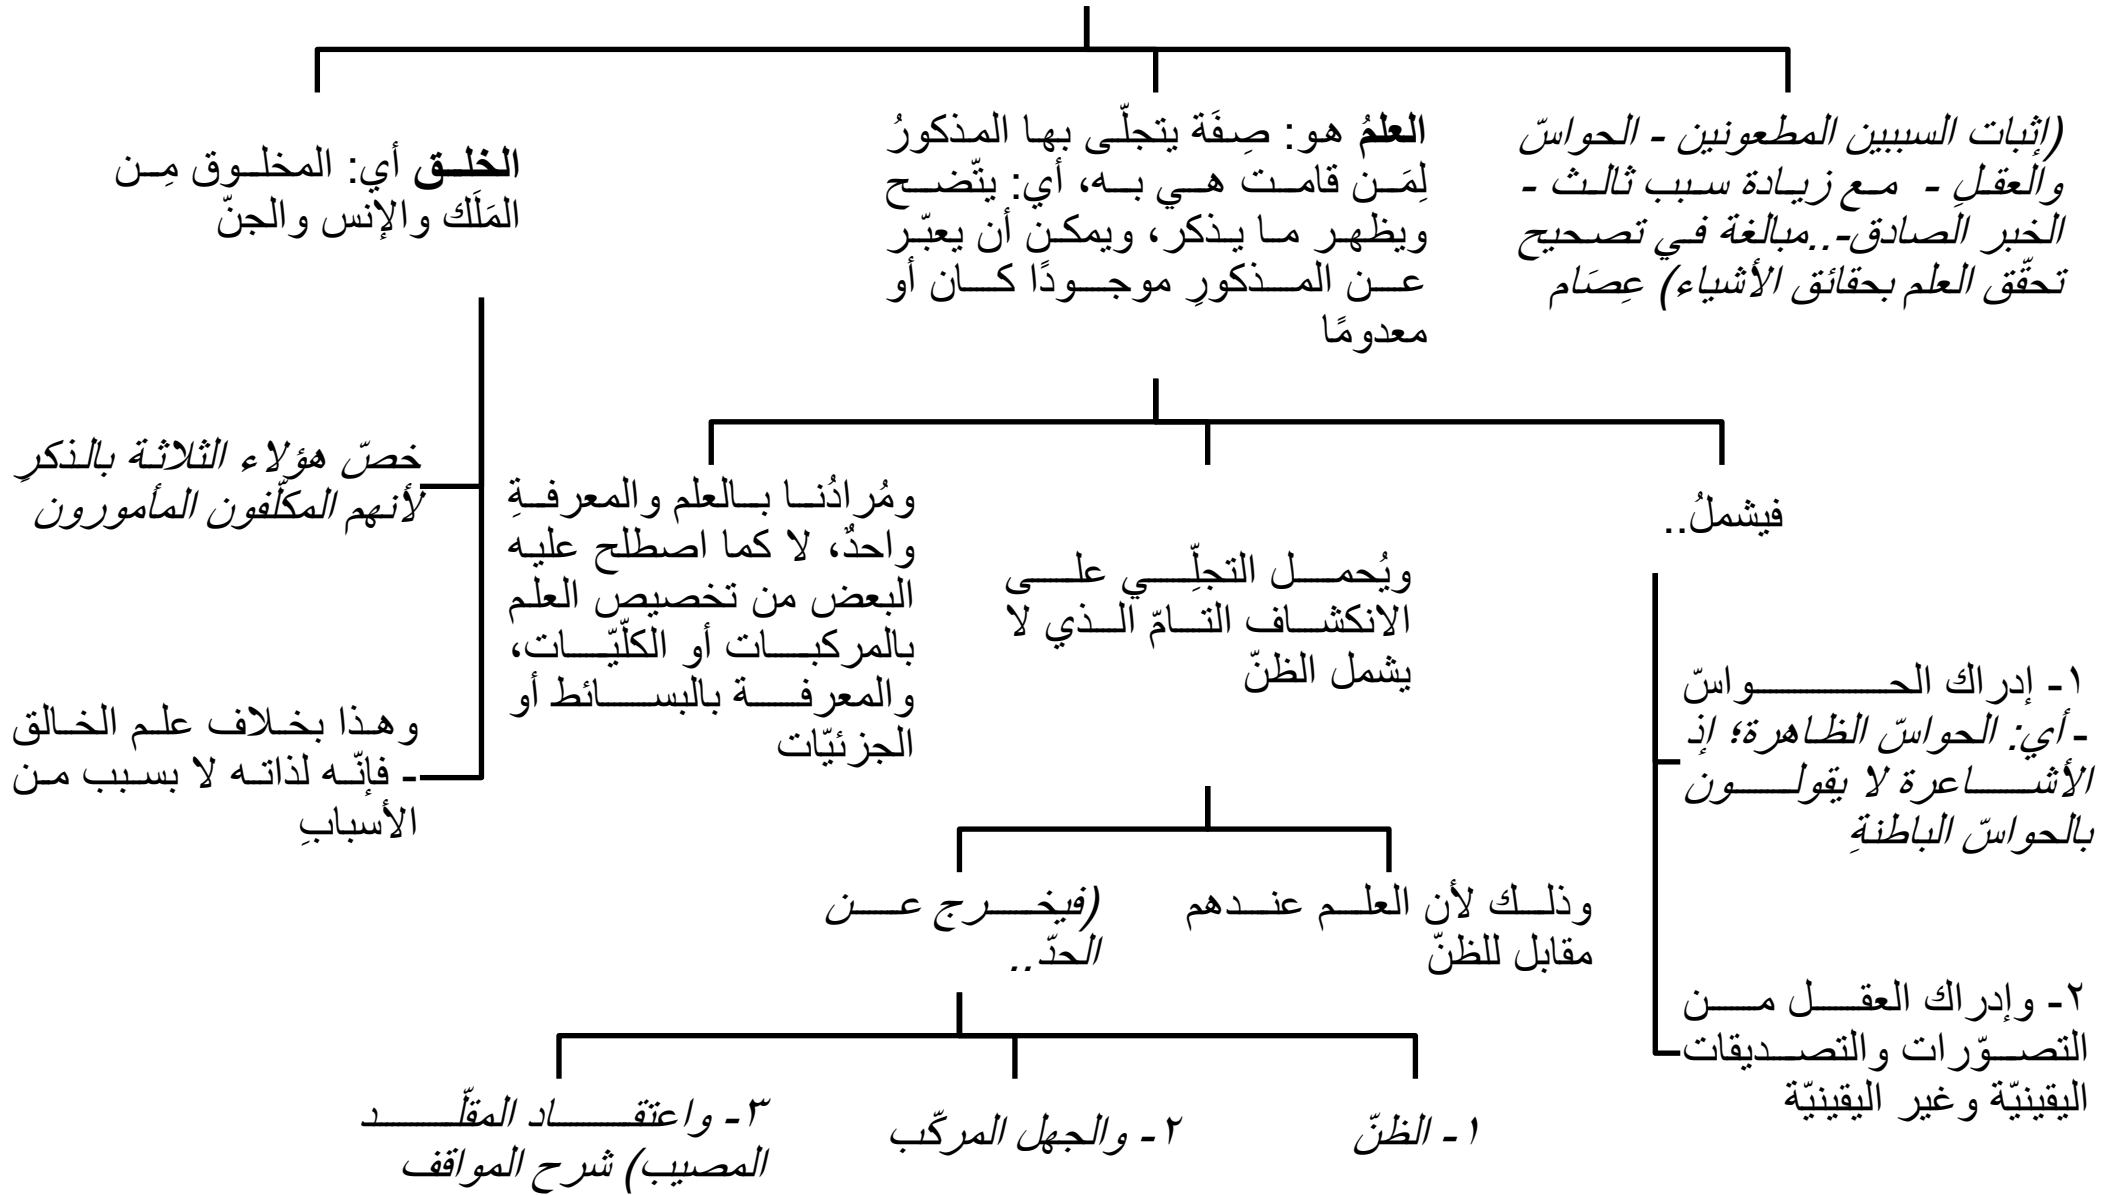 (إثبات السببين المطعونين - الحواسّ
والعقلِ - مع زيادة سبب ثالث -
الخبر الصادق-..مبالغة في تصحيح
تحقّق العلم بحقائق الأشياء) عِصَام
العلمُ هو: صِفَة يتجلّى بها المذكورُ
لِمَن قامت هي به، أي: يتّضح
ويظهر ما يذكر، ويمكن أن يعبّر
عن المذكورِ موجودًا كان أو
معدومًا
الخلق أي: المخلوق مِن
المَلَك والإنس والجنّ
فيشملُ..
١- إدراك الحواسّ
- أي: الحواسّ الظاهرة؛ إذ
الأشاعرة لا يقولون
بالحواسّ الباطنةِ
٢- وإدراك العقل من
التصوّرات والتصديقات
اليقينيّة وغير اليقينيّة
ويُحمل التجلِّي على
الانكشاف التامّ الذي لا
يشمل الظنّ
وذلك لأن العلم عندهم
مقابل للظنّ
(فيخرج عن
الحدّ..
١- الظنّ
٢- والجهل المركّب
٣- واعتقاد المقلّد
المصيب) شرح المواقف
ومُرادُنا بالعلم والمعرفةِ
واحدٌ، لا كما اصطلح عليه
البعض من تخصيص العلم
بالمركبات أو الكلّيّات،
والمعرفة بالبسائط أو
الجزئيّات
خصّ هؤلاء الثلاثة بالذكرِ
لأنهم المكلّفون المأمورون
وهذا بخلاف علم الخالق
- فإنّه لذاته لا بسبب من
الأسبابِ